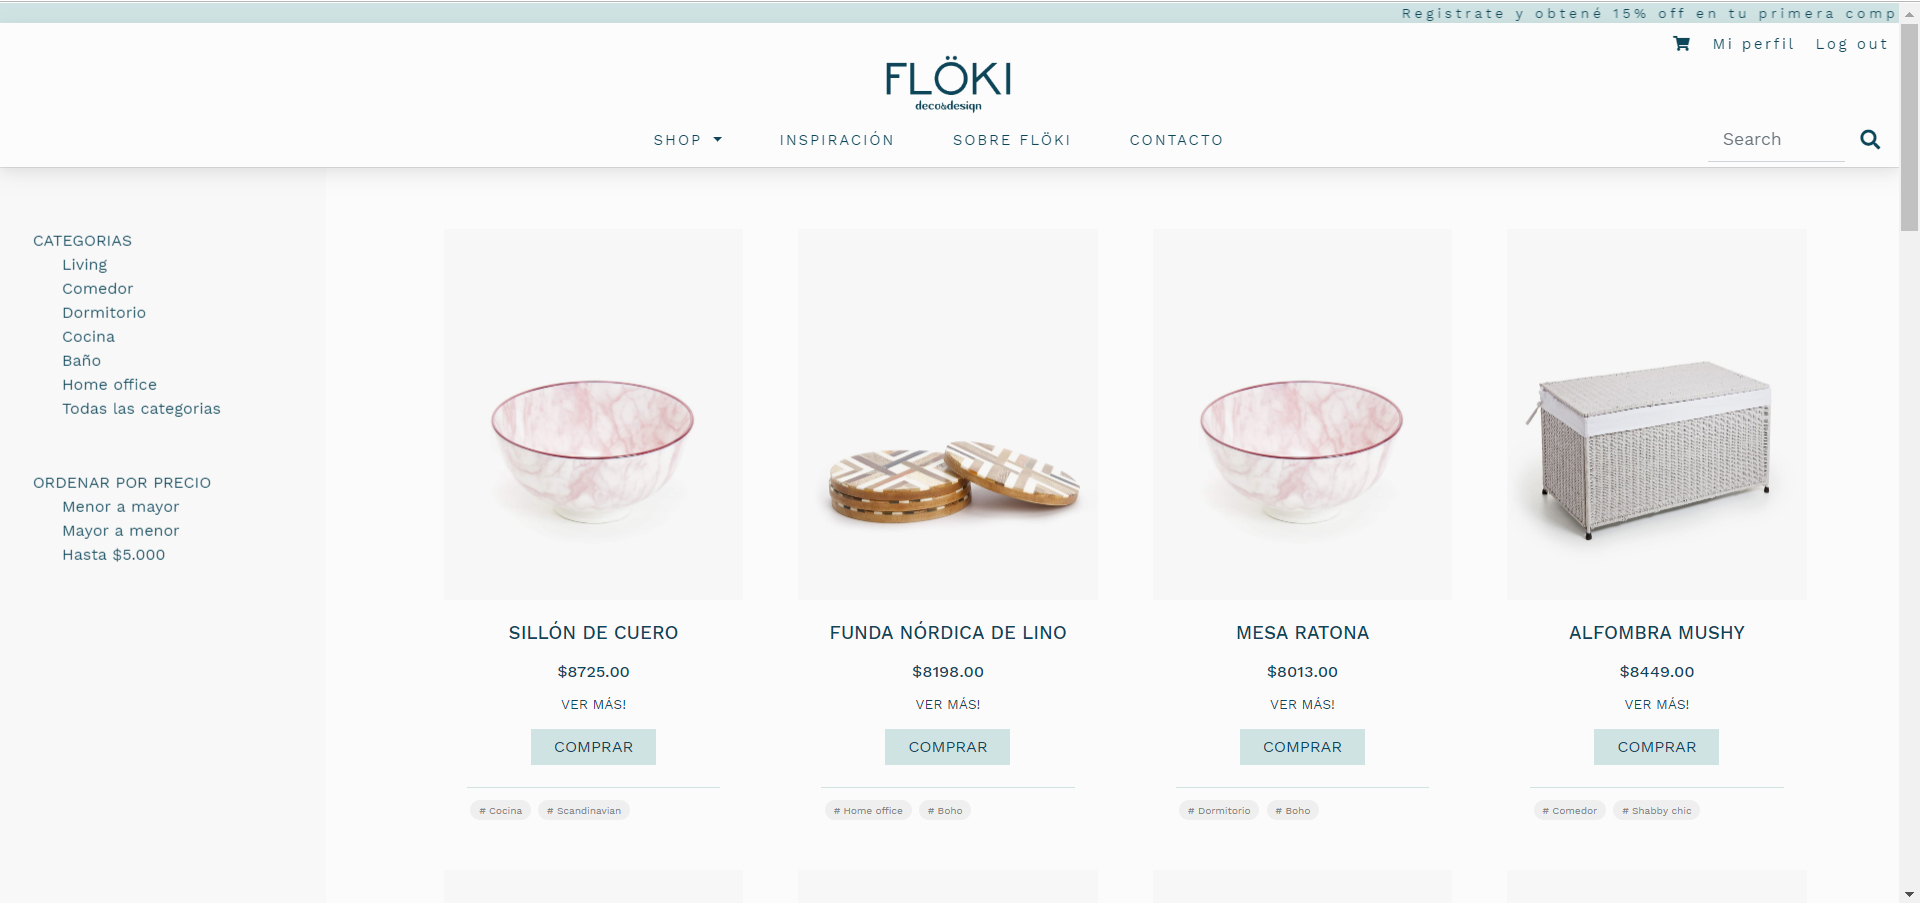 Registrate y obtené 15% off en tu primera comp
Mi perfil Log out
FLÖKI
deco&design
SHOP INSPIRACIÓN SOBRE FLÖKI CONTACTO
Search
CATEGORIAS
Living
Comedor
Dormitorio
Cocina
Baño
Home office
Todas las categorias
ORDENAR POR PRECIO
Menor a mayor
Mayor a menor
Hasta $5.000
SILLÓN DE CUERO
$8725.00
VER MÁS!
COMPRAR
# Cocina # Scandinavian
FUNDA NÓRDICA DE LINO
$8198.00
VER MÁS!
COMPRAR
# Home office # Boho
MESA RATONA
$8013.00
VER MÁS!
COMPRAR
# Dormitorio # Boho
ALFOMBRA MUSHY
$8449.00
VER MÁS!
COMPRAR
# Comedor # Shabby chic